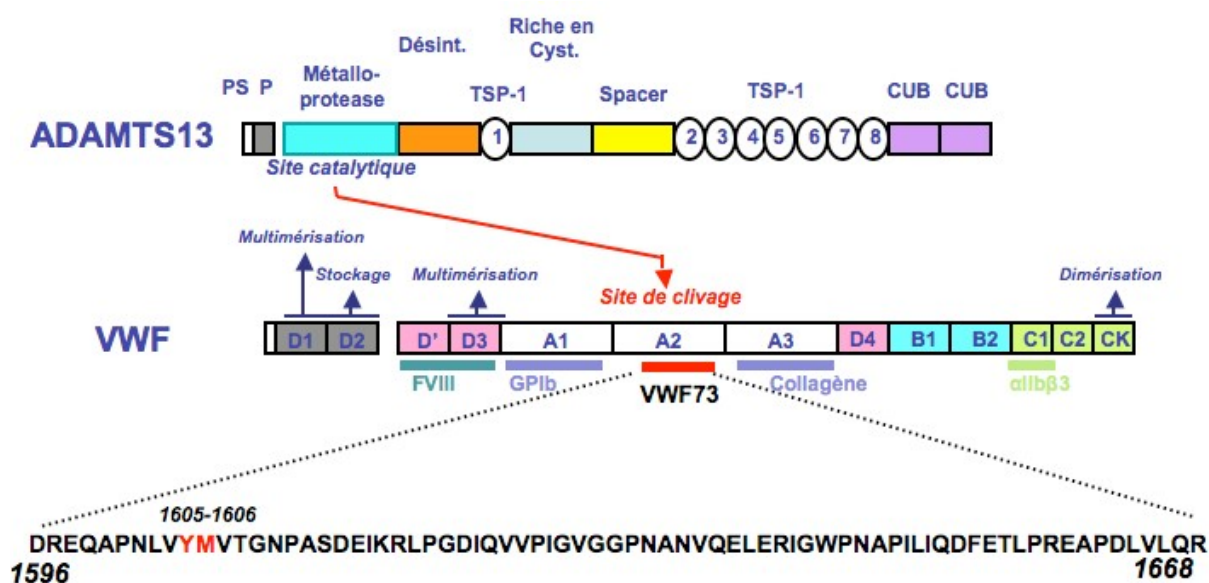 Désint.
Riche en
Cyst.
PS P
Métallo-
protease
TSP-1
Spacer
TSP-1
CUB CUB
ADAMTS13
1 2 3 4 5 6 7 8
Site catalytique
Multimérisation
Stockage
Multimérisation
Site de clivage
Dimérisation
VWF
D1 D2 D' D3 A1 A2 A3 D4 B1 B2 C1 C2 CK
FVIII GPIb VWF73 Collagène αIIbβ3
1605-1606
DREQAPNLVYMVTGNPASDEIKRLPGDIQVVPIGVGGPNANVQELERIGWPNAPILIQDFETLPREAPDLVLQR
1596 1668